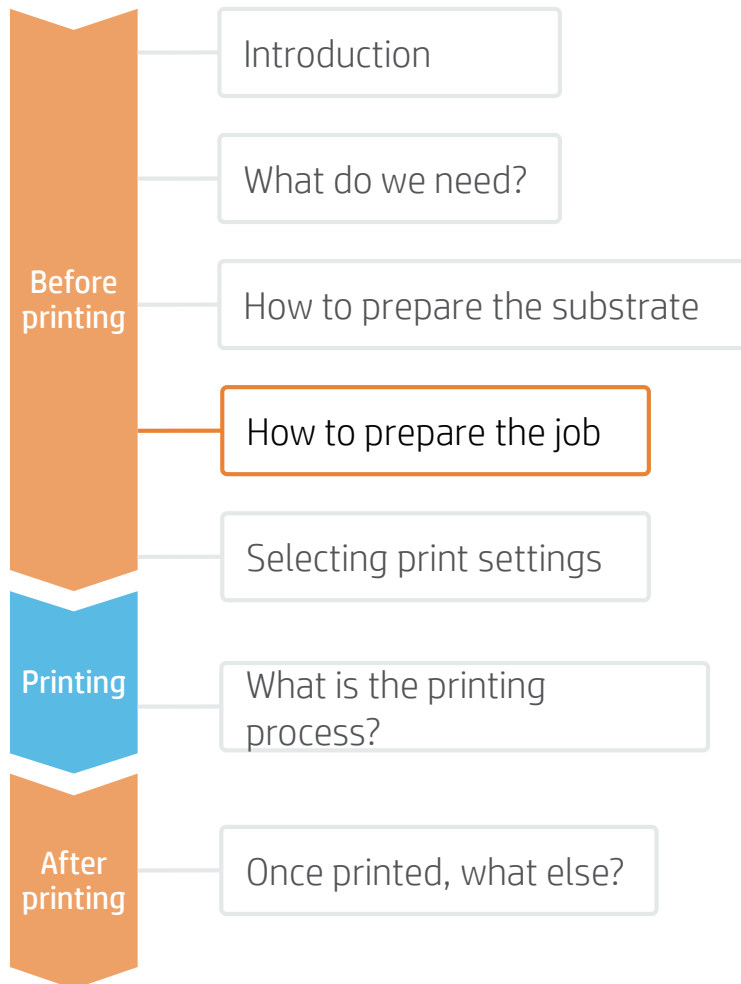 Introduction
What do we need?
Before
printing
How to prepare the substrate
How to prepare the job
Selecting print settings
Printing
What is the printing
process?
After
printing
Once printed, what else?